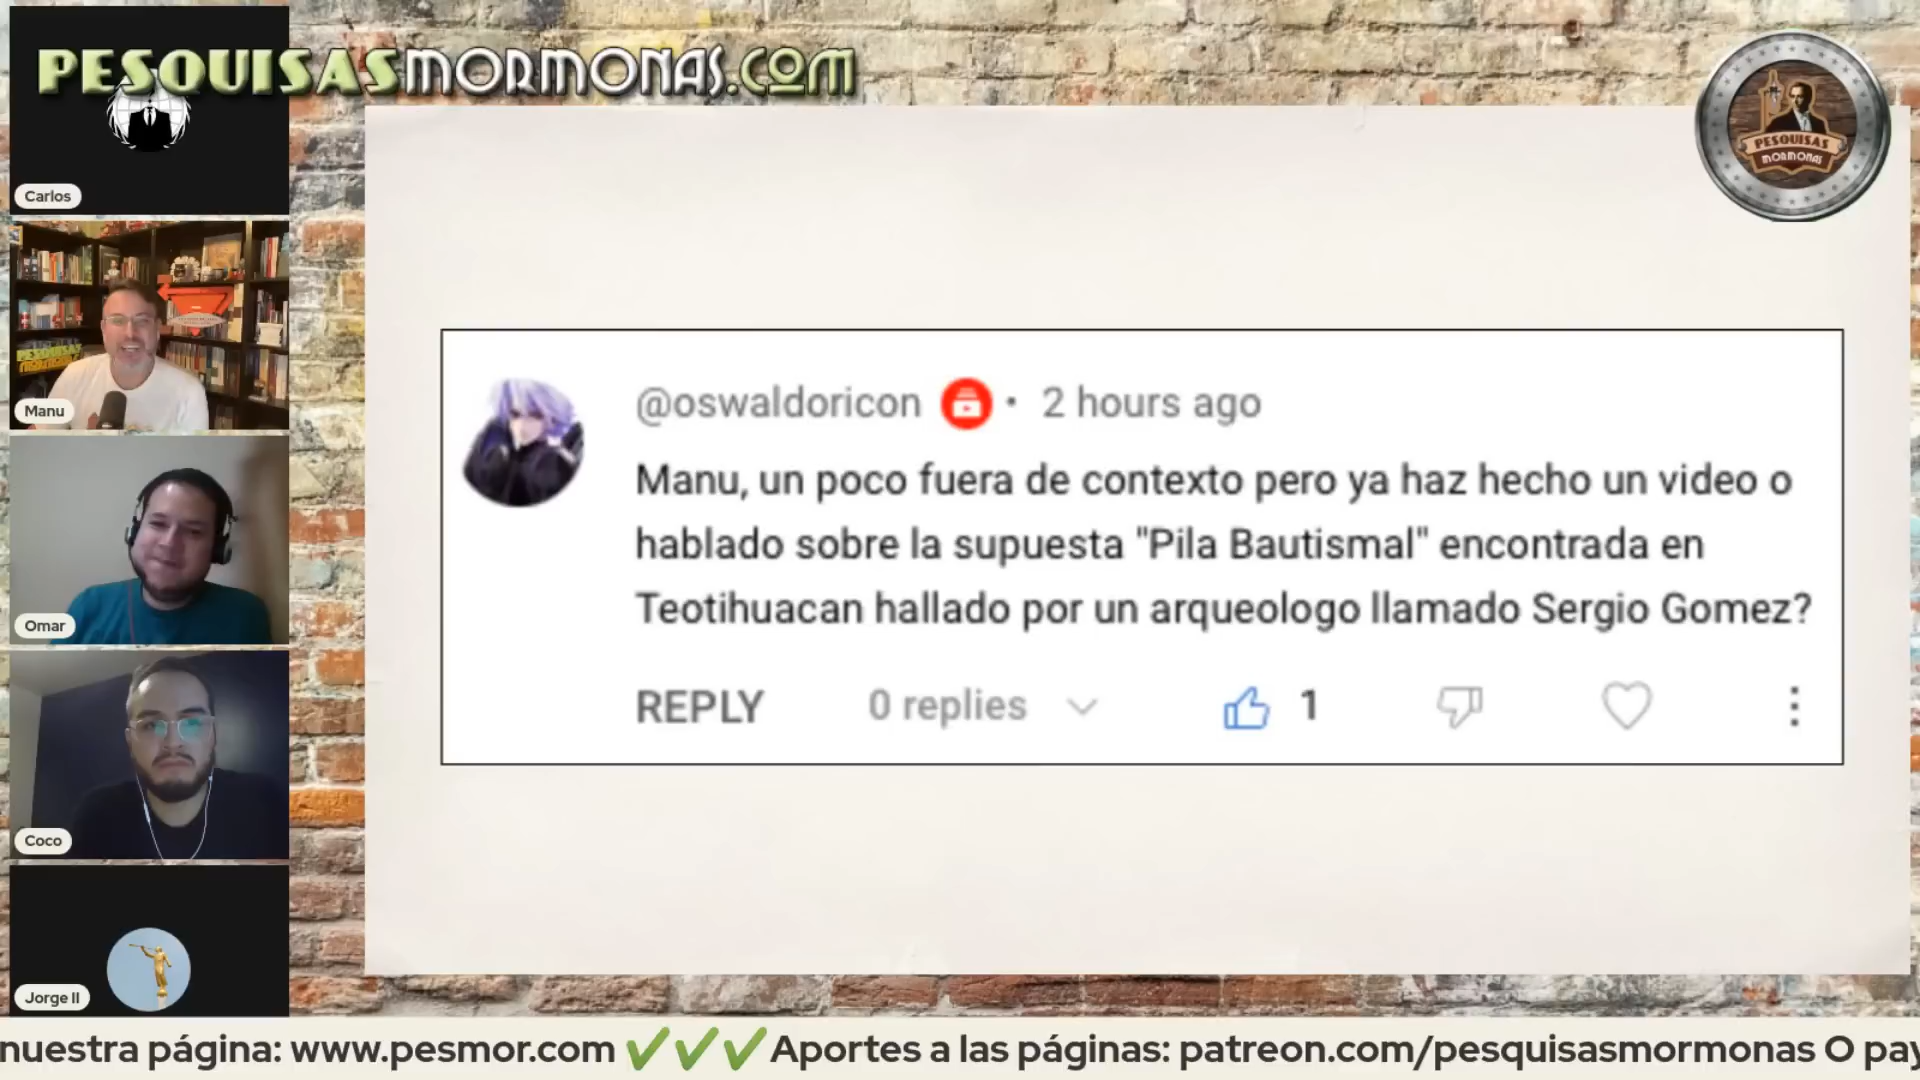 PESQUISASMORMONAS.COM
PESQUISAS
MORMONAS
Carlos
Manu
PESQUISAS
Omar
Coco
Jorge II
@oswaldoricon • 2 hours ago
Manu, un poco fuera de contexto pero ya haz hecho un video o
hablado sobre la supuesta "Pila Bautismal" encontrada en
Teotihuacan hallado por un arqueologo llamado Sergio Gomez?
REPLY 0 replies 1
nuestra página: www.pesmor.com ✔✔✔ Aportes a las páginas: patreon.com/pesquisasmormonas O pay